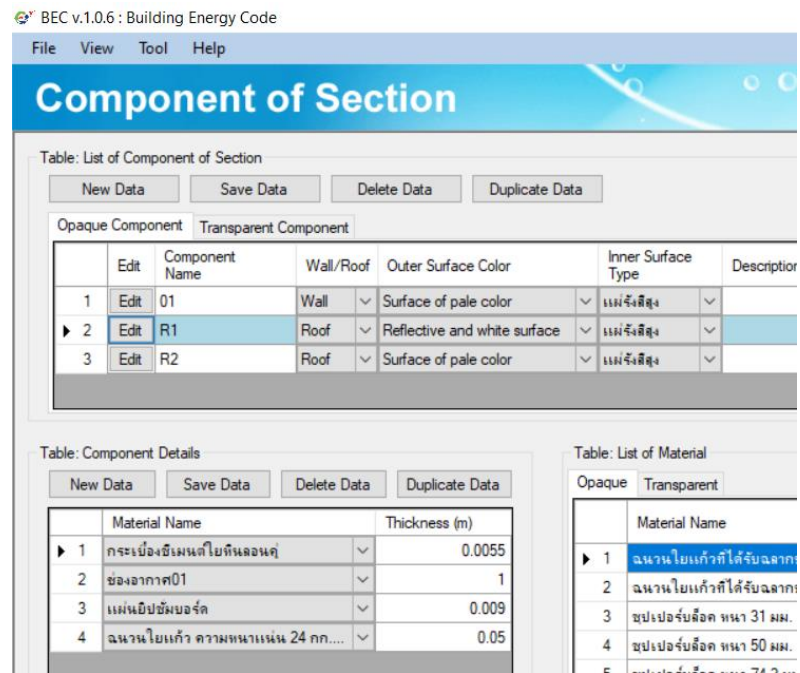 BEC v.1.0.6 : Building Energy Code
File View Tool Help
Component of Section
Table: List of Component of Section
New Data Save Data Delete Data Duplicate Data
Opaque Component Transparent Component
Edit Component Name Wall/Roof Outer Surface Color Inner Surface Type Description
1 Edit 01 Wall Surface of pale color แผ่รังสีสูง
2 Edit R1 Roof Reflective and white surface แผ่รังสีสูง
3 Edit R2 Roof Surface of pale color แผ่รังสีสูง
Table: Component Details
New Data Save Data Delete Data Duplicate Data
Material Name Thickness (m)
1 กระเบื้องซีเมนต์ใยหินลอนคู่ 0.0055
2 ช่องอากาศ01 1
3 แผ่นยิปซัมบอร์ด 0.009
4 ฉนวนใยแก้ว ความหนาแน่น 24 กก.... 0.05
Table: List of Material
Opaque Transparent
Material Name
1 ฉนวนใยแก้วที่ได้รับฉลาก
2 ฉนวนใยแก้วที่ได้รับฉลาก
3 ซุปเปอร์บล็อค หนา 31 มม.
4 ซุปเปอร์บล็อค หนา 50 มม.
5